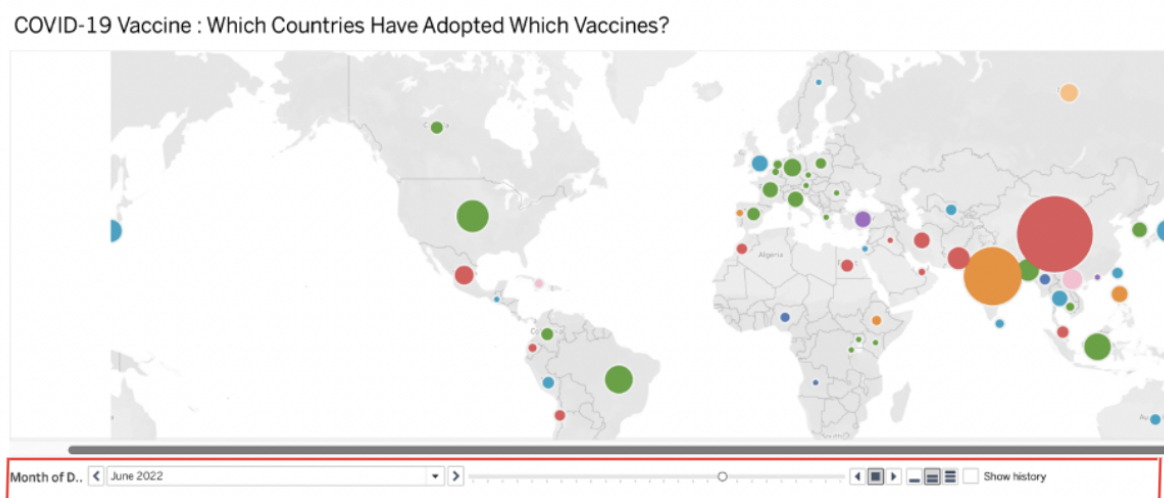 COVID-19 Vaccine : Which Countries Have Adopted Which Vaccines?
Algeria
Month of D..
June 2022
Show history